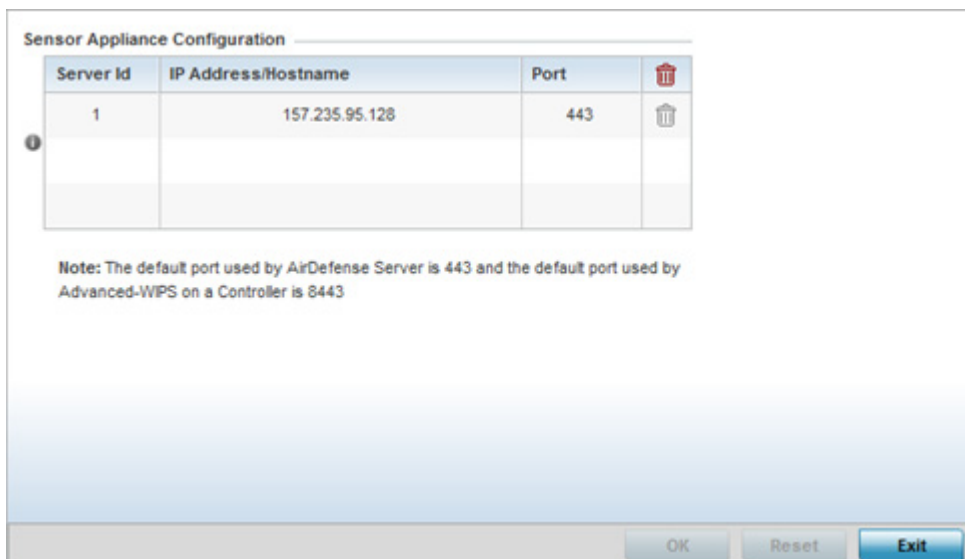 Sensor Appliance Configuration
Server Id IP Address/Hostname Port
1 157.235.95.128 443
Note: The default port used by AirDefense Server is 443 and the default port used by
Advanced-WIPS on a Controller is 8443
OK Reset Exit